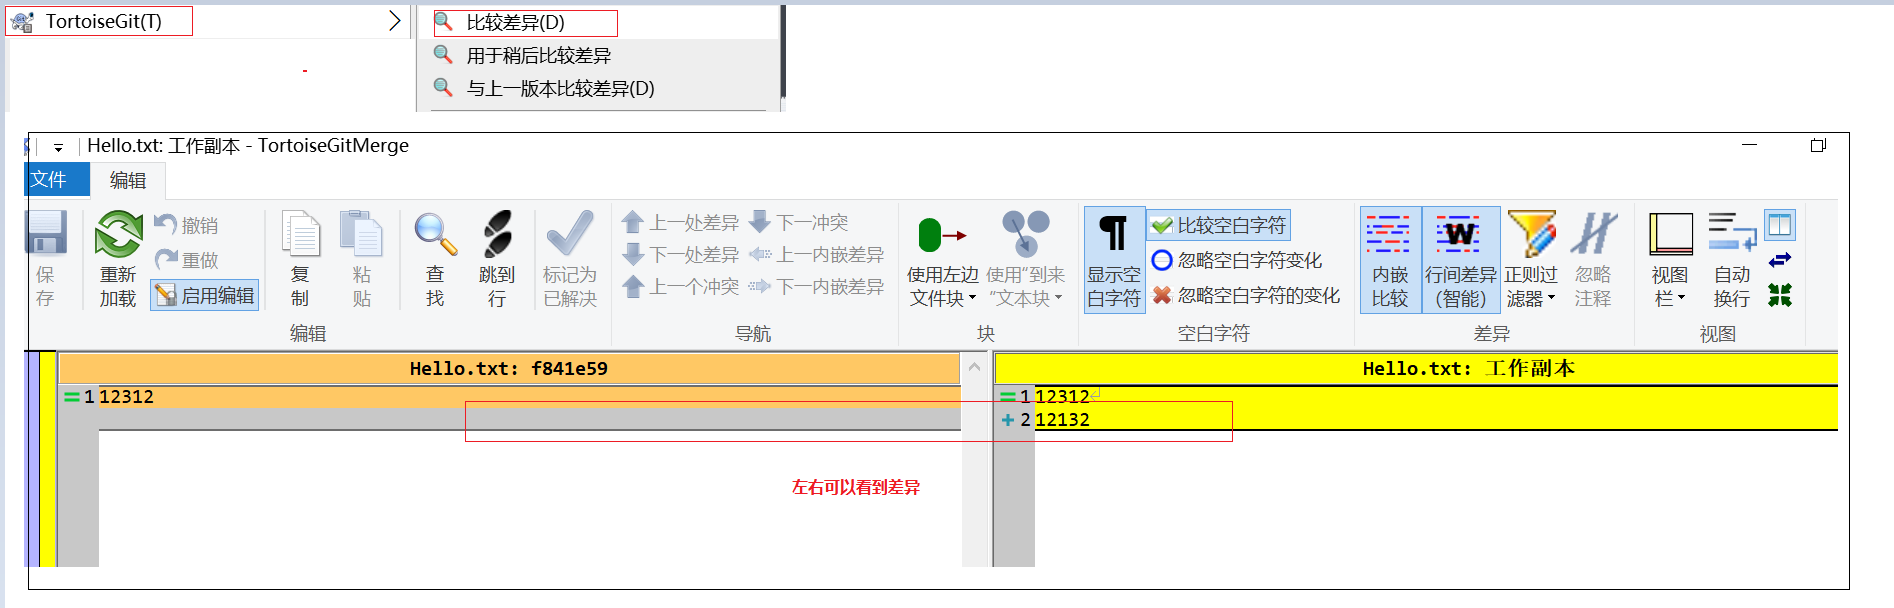 TortoiseGit(T)
比较差异(D)
用于稍后比较差异
与上一版本比较差异(D)
Hello.txt: 工作副本 - TortoiseGitMerge
文件
编辑
保
存
重新
加载
撤销
重做
启用编辑
复
制
粘
贴
查
找
跳到
行
标记为
已解决
编辑
上一处差异
下一冲突
下一处差异
上一内嵌差异
上一个冲突
下一内嵌差异
导航
使用左边
文件块
使用“到来
“文本块
块
显示空
白字符
比较空白字符
忽略空白字符变化
忽略空白字符的变化
空白字符
内嵌
比较
行间差异
（智能）
正则过
滤器
忽略
注释
差异
视图
栏
自动
换行
视图
Hello.txt: f841e59
1 12312
Hello.txt: 工作副本
1 12312
2 12132
左右可以看到差异